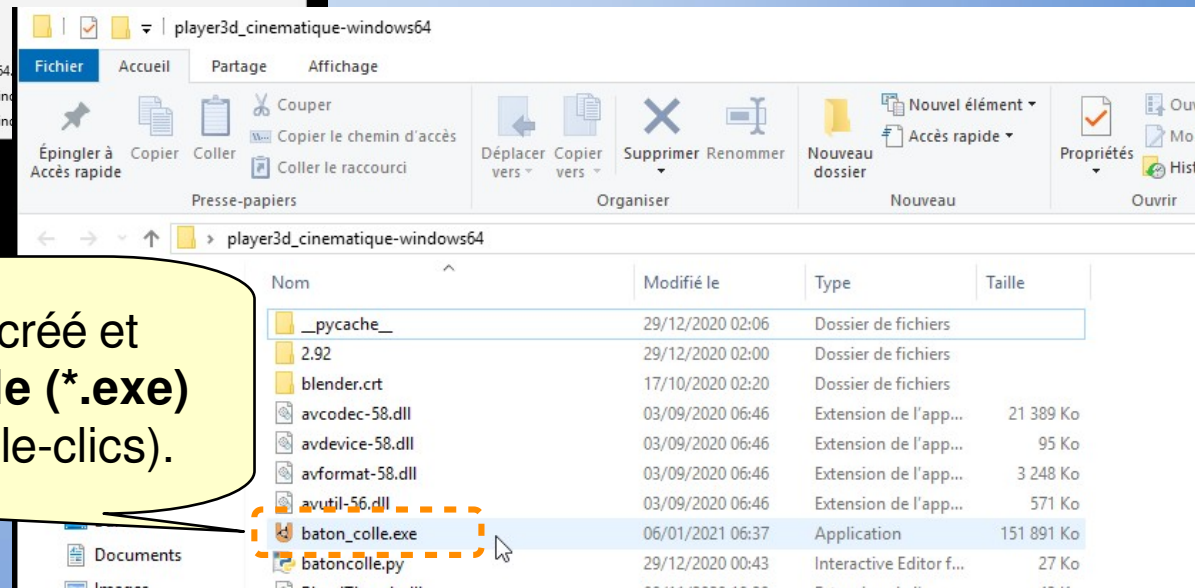 player3d_cinematique-windows64
Fichier Accueil Partage Affichage
Épingler à Accès rapide
Copier
Coller
Couper
Copier le chemin d'accès
Coller le raccourci
Presse-papiers
Déplacer vers
Copier vers
Supprimer
Renommer
Organiser
Nouveau dossier
Nouvel élément
Accès rapide
Nouveau
Propriétés
Ouv
Mo
Hist
Ouvrir
player3d_cinematique-windows64
Nom Modifié le Type Taille
__pycache__ 29/12/2020 02:06 Dossier de fichiers
2.92 29/12/2020 02:00 Dossier de fichiers
blender.crt 17/10/2020 02:20 Dossier de fichiers
avcodec-58.dll 03/09/2020 06:46 Extension de l'app... 21 389 Ko
avdevice-58.dll 03/09/2020 06:46 Extension de l'app... 95 Ko
avformat-58.dll 03/09/2020 06:46 Extension de l'app... 3 248 Ko
avutil-56.dll 03/09/2020 06:46 Extension de l'app... 571 Ko
baton_colle.exe 06/01/2021 06:37 Application 151 891 Ko
batoncolle.py 29/12/2020 00:43 Interactive Editor f... 27 Ko
créé et
le (*.exe)
le-clics).
Documents